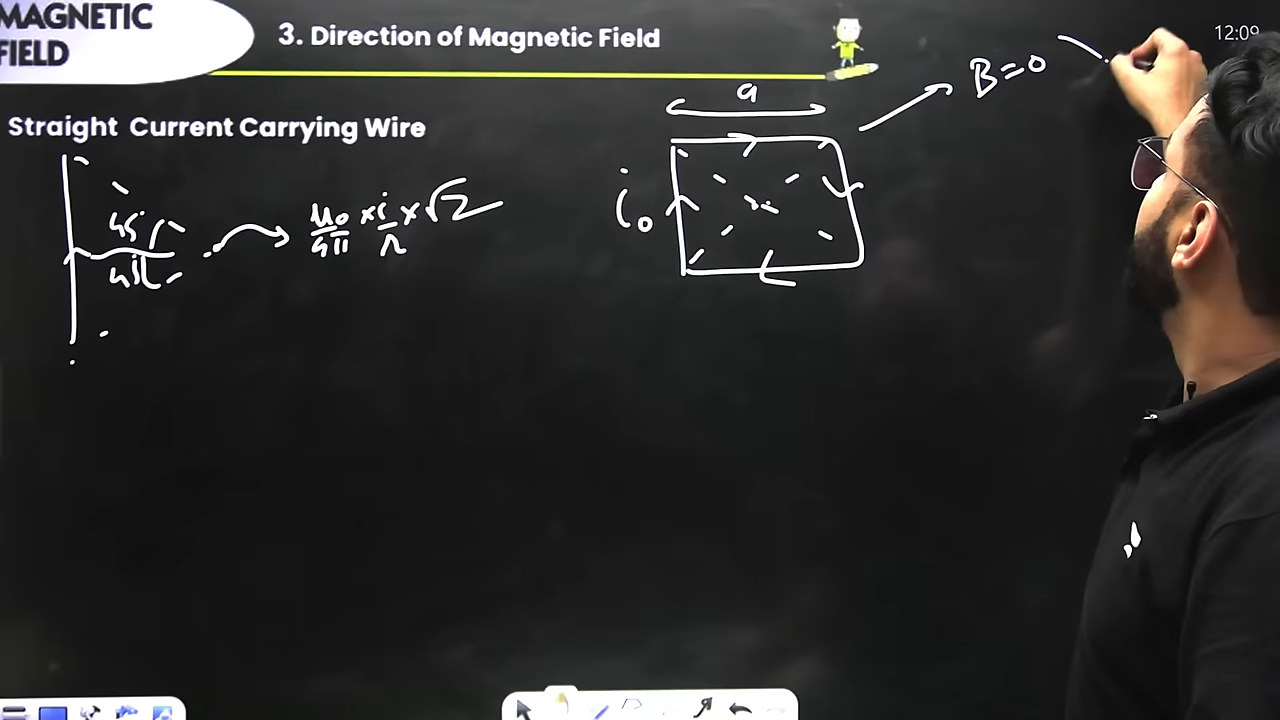 MAGNETIC
FIELD
3. Direction of Magnetic Field
12:09
Straight Current Carrying Wire
a
B=0
45°
45°
μ₀/4π × i/r × √2
i₀